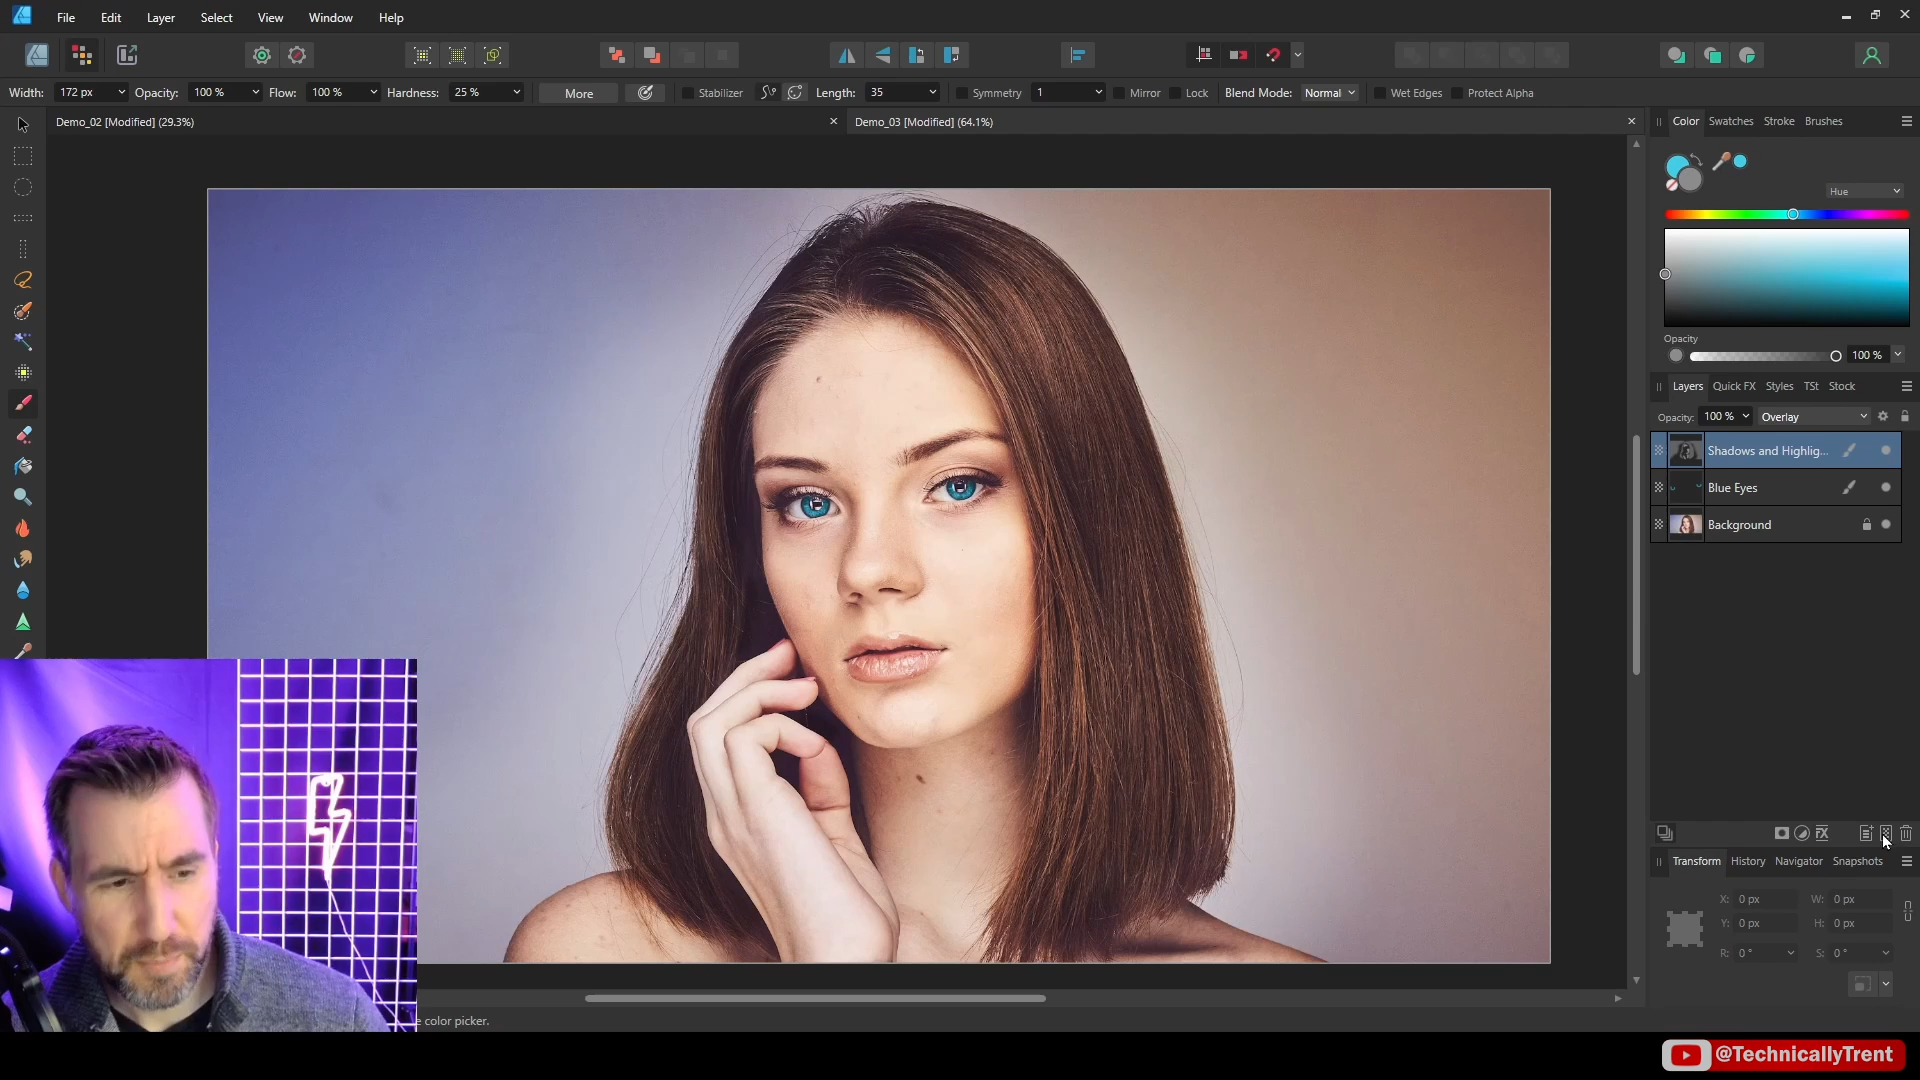 File Edit Layer Select View Window Help
Width: 172 px Opacity: 100 % Flow: 100 % Hardness: 25 % More Stabilizer Length: 35 Symmetry 1 Mirror Lock Blend Mode: Normal Wet Edges Protect Alpha
Demo_02 [Modified] (29.3%)
Demo_03 [Modified] (64.1%)
Color Swatches Stroke Brushes
Hue
Opacity
100 %
Layers Quick FX Styles TSt Stock
Opacity: 100 % Overlay
Shadows and Highlig...
Blue Eyes
Background
FX
Transform History Navigator Snapshots
X: 0 px W: 0 px
Y: 0 px H: 0 px
R: 0 ° S: 0 °
color picker.
@TechnicallyTrent